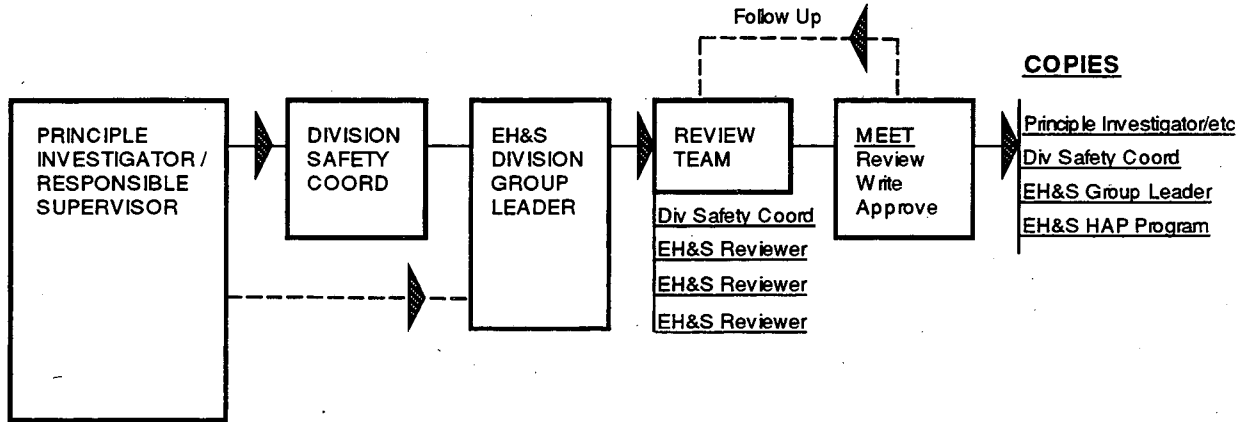 Follow Up
COPIES
PRINCIPLE
INVESTIGATOR /
RESPONSIBLE
SUPERVISOR
DIVISION
SAFETY
COORD
EH&S
DIVISION
GROUP
LEADER
REVIEW
TEAM
Div Safety Coord
EH&S Reviewer
EH&S Reviewer
EH&S Reviewer
MEET
Review
Write
Approve
Principle Investigator/etc
Div Safety Coord
EH&S Group Leader
EH&S HAP Program